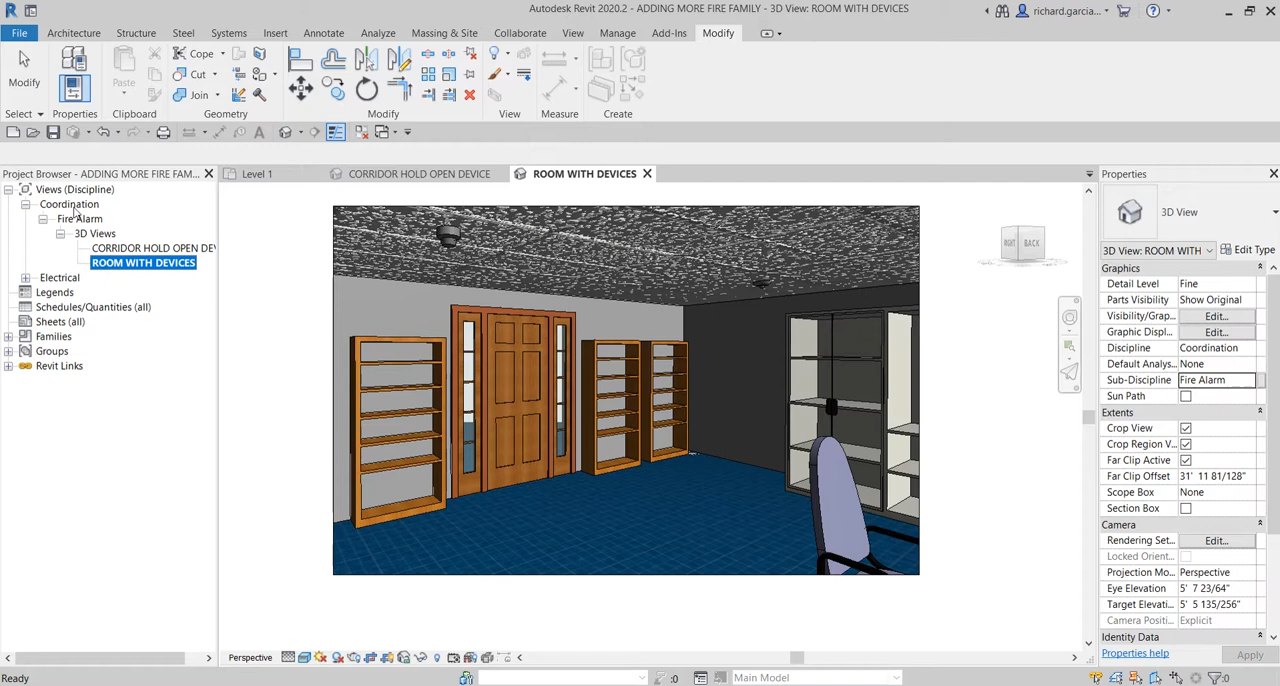 Autodesk Revit 2020.2 - ADDING MORE FIRE FAMILY - 3D View: ROOM WITH DEVICES
richard.garcia...
File Architecture Structure Steel Systems Insert Annotate Analyze Massing & Site Collaborate View Manage Add-Ins Modify
Modify Paste Cope Cut Join
Select Properties Clipboard Geometry Modify View Measure Create
Project Browser - ADDING MORE FIRE FAM...
Views (Discipline)
Coordination
Fire Alarm
3D Views
CORRIDOR HOLD OPEN DEV
ROOM WITH DEVICES
Electrical
Legends
Schedules/Quantities (all)
Sheets (all)
Families
Groups
Revit Links
Level 1 CORRIDOR HOLD OPEN DEVICE ROOM WITH DEVICES
RIGHT BACK
Properties
3D View
3D View: ROOM WITH Edit Type
Graphics
Detail Level Fine
Parts Visibility Show Original
Visibility/Grap... Edit...
Graphic Displ... Edit...
Discipline Coordination
Default Analys... None
Sub-Discipline Fire Alarm
Sun Path
Extents
Crop View
Crop Region V...
Far Clip Active
Far Clip Offset 31' 11 81/128"
Scope Box None
Section Box
Camera
Rendering Set... Edit...
Locked Orient...
Projection Mo... Perspective
Eye Elevation 5' 7 23/64"
Target Elevati... 5' 5 135/256"
Camera Positi... Explicit
Identity Data
Properties help Apply
Perspective
Ready :0 Main Model :0